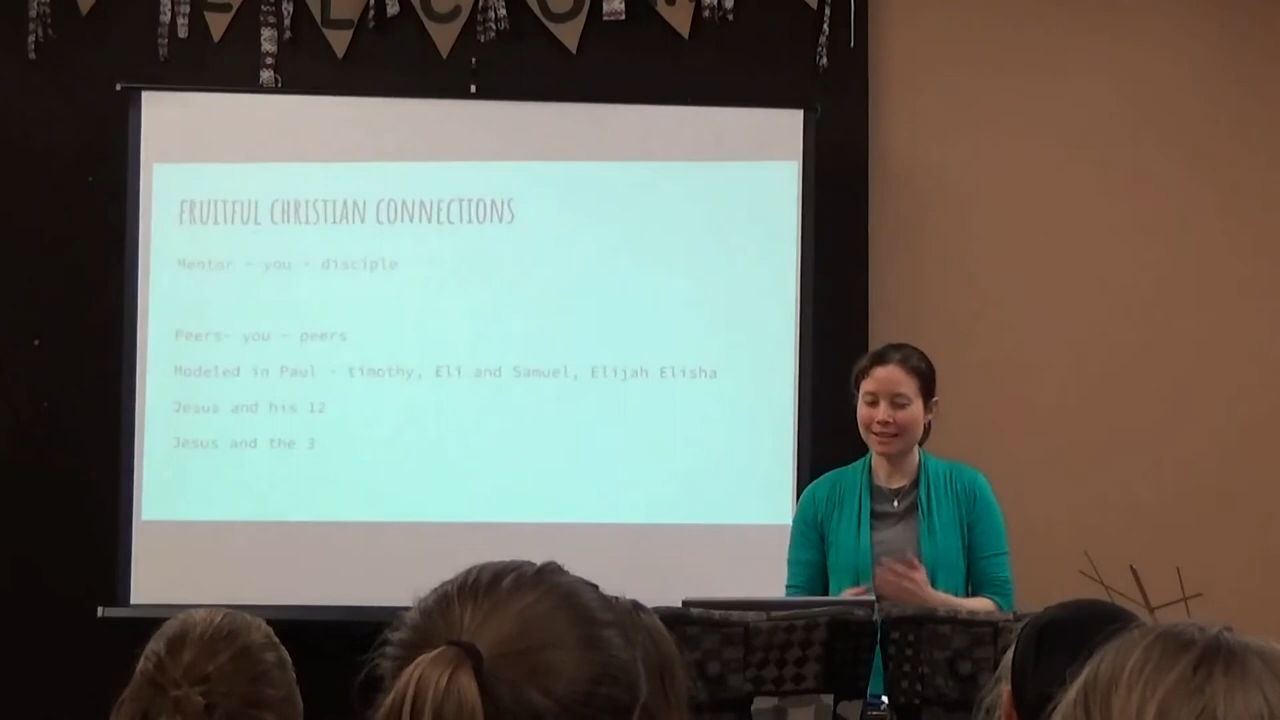 ELCO
FRUITFUL CHRISTIAN CONNECTIONS
Mentor - you - disciple
Peers- you - peers
Modeled in Paul - timothy, Eli and Samuel, Elijah Elisha
Jesus and his 12
Jesus and the 3